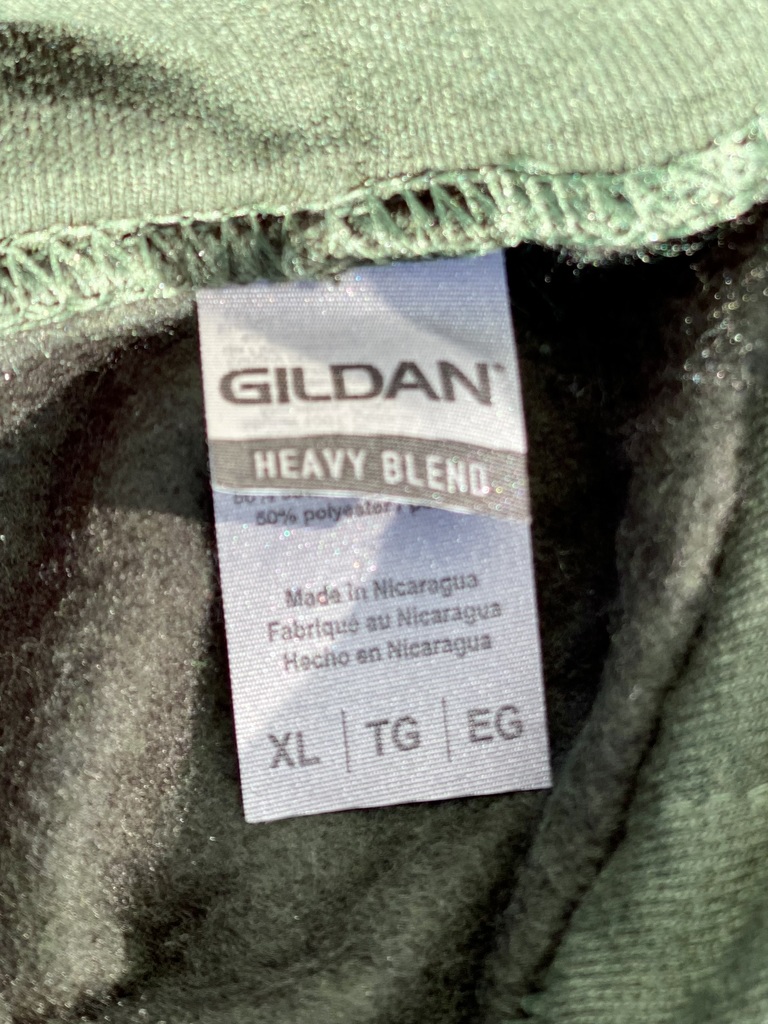 GILDAN
HEAVY BLEND
50% polyester /
Made in Nicaragua
Fabriqué au Nicaragua
Hecho en Nicaragua
XL | TG | EG